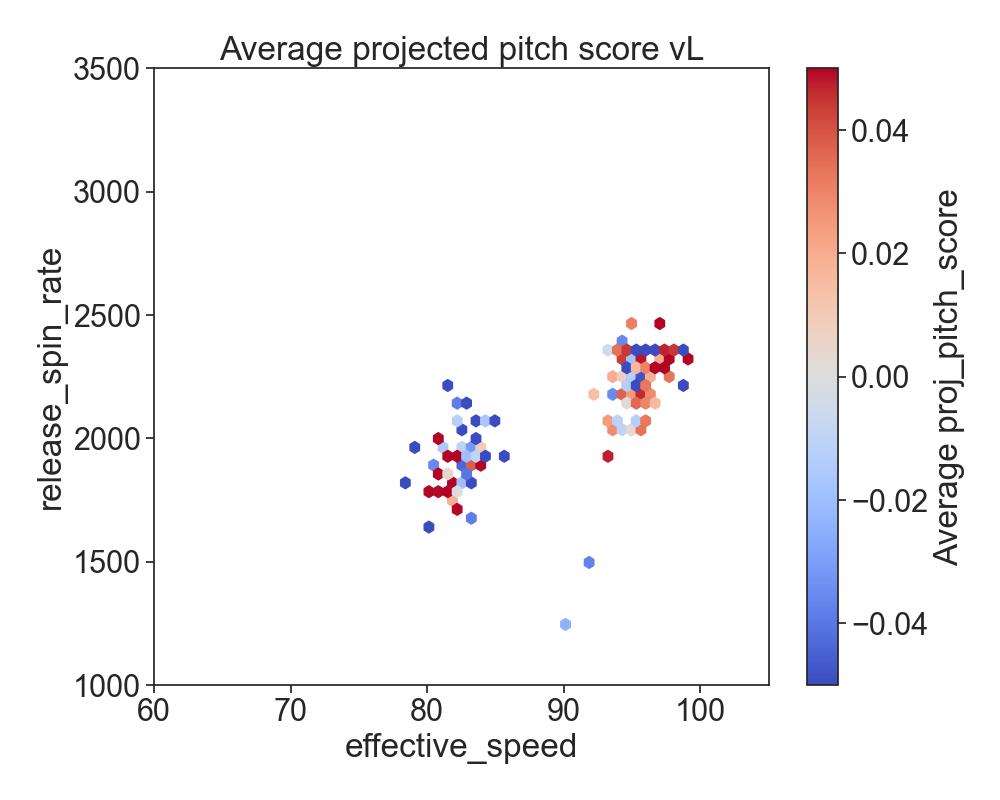 Average projected pitch score vL
3500
3000
2500
2000
1500
1000
release_spin_rate
60 70 80 90 100
effective_speed
0.04
0.02
0.00
−0.02
−0.04
Average proj_pitch_score